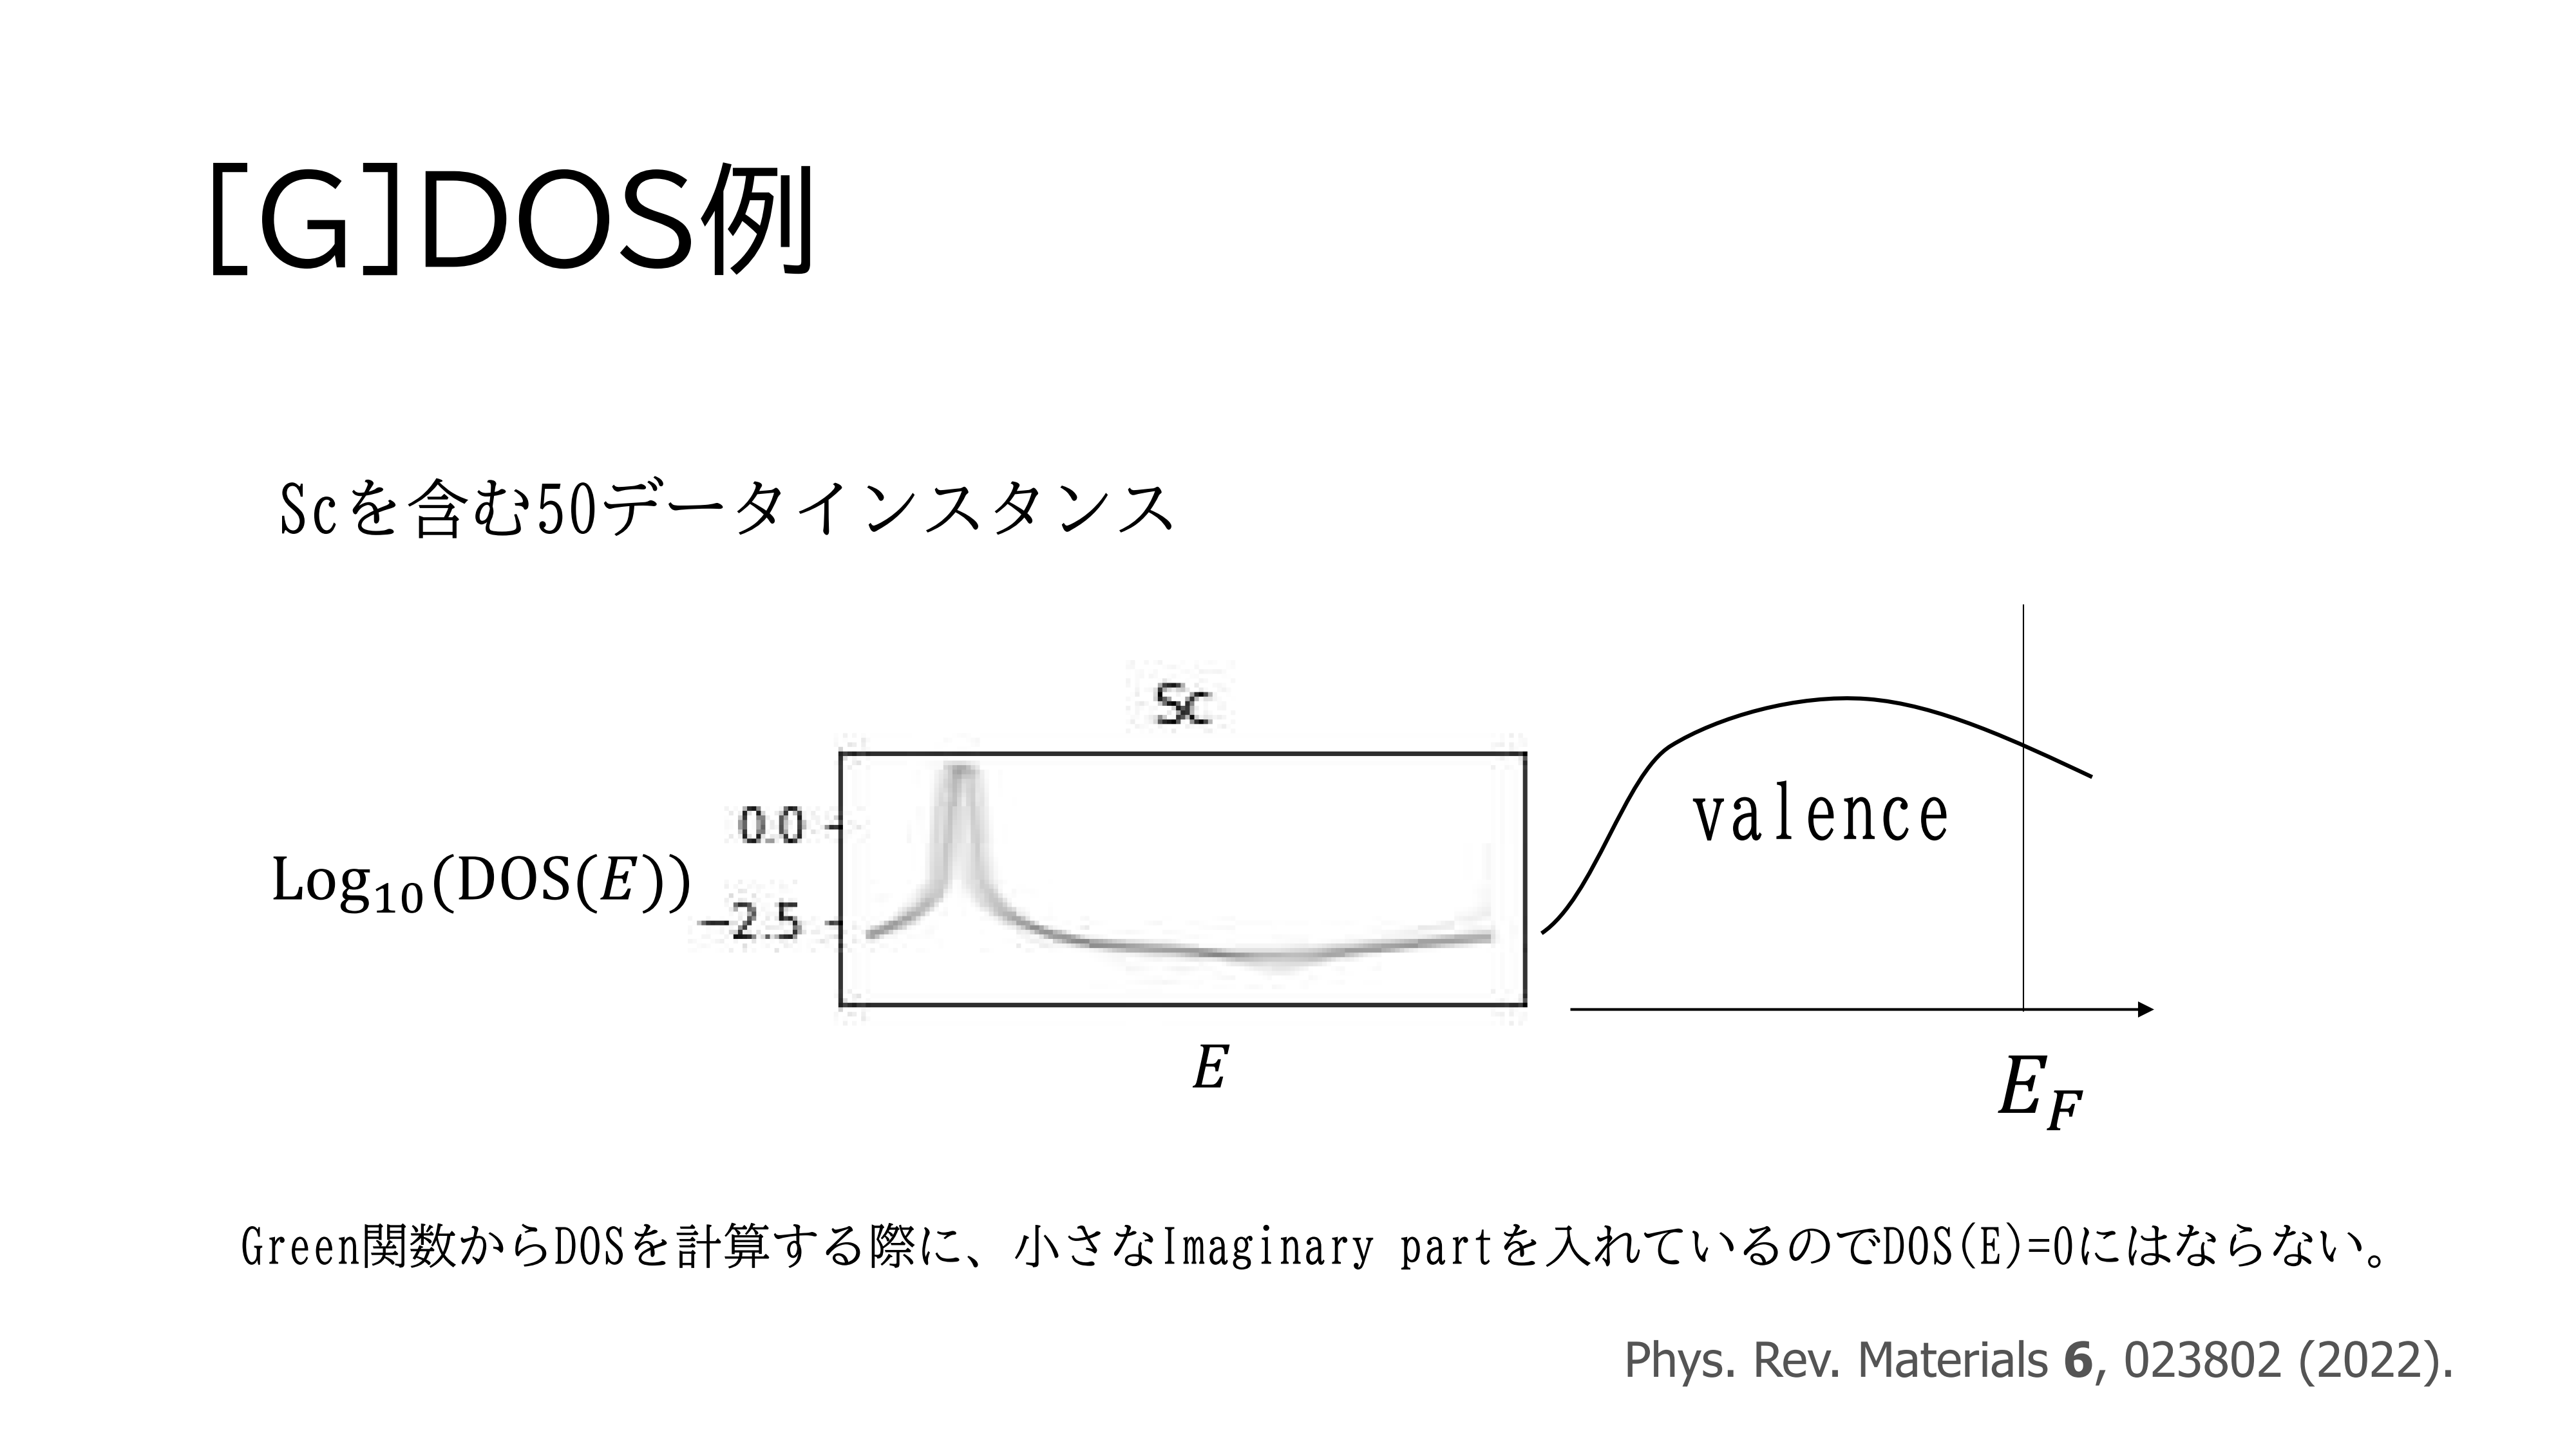 [G]DOS例
Scを含む50データインスタンス
Sc
0.0
Log₁₀(DOS(E))
−2.5
valence
E
E_F
Green関数からDOSを計算する際に、小さなImaginary partを入れているのでDOS(E)=0にはならない。
Phys. Rev. Materials 6, 023802 (2022).